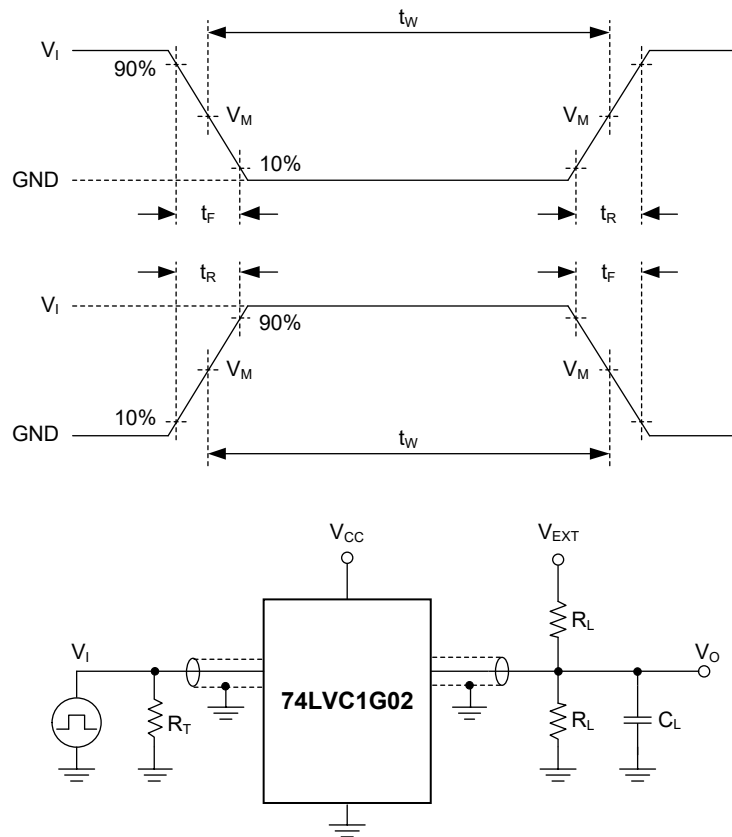 t_W
V_I
90%
V_M
V_M
10%
GND
t_F
t_R
t_R
t_F
V_I
90%
V_M
V_M
10%
GND
t_W
V_CC
V_EXT
R_L
V_I
V_O
74LVC1G02
R_T
R_L
C_L